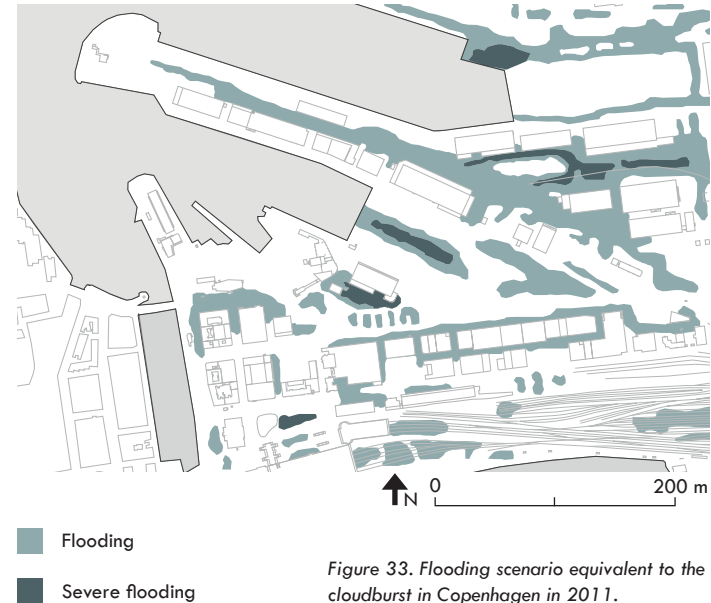 N 0 200 m
Flooding
Severe flooding
Figure 33. Flooding scenario equivalent to the
cloudburst in Copenhagen in 2011.